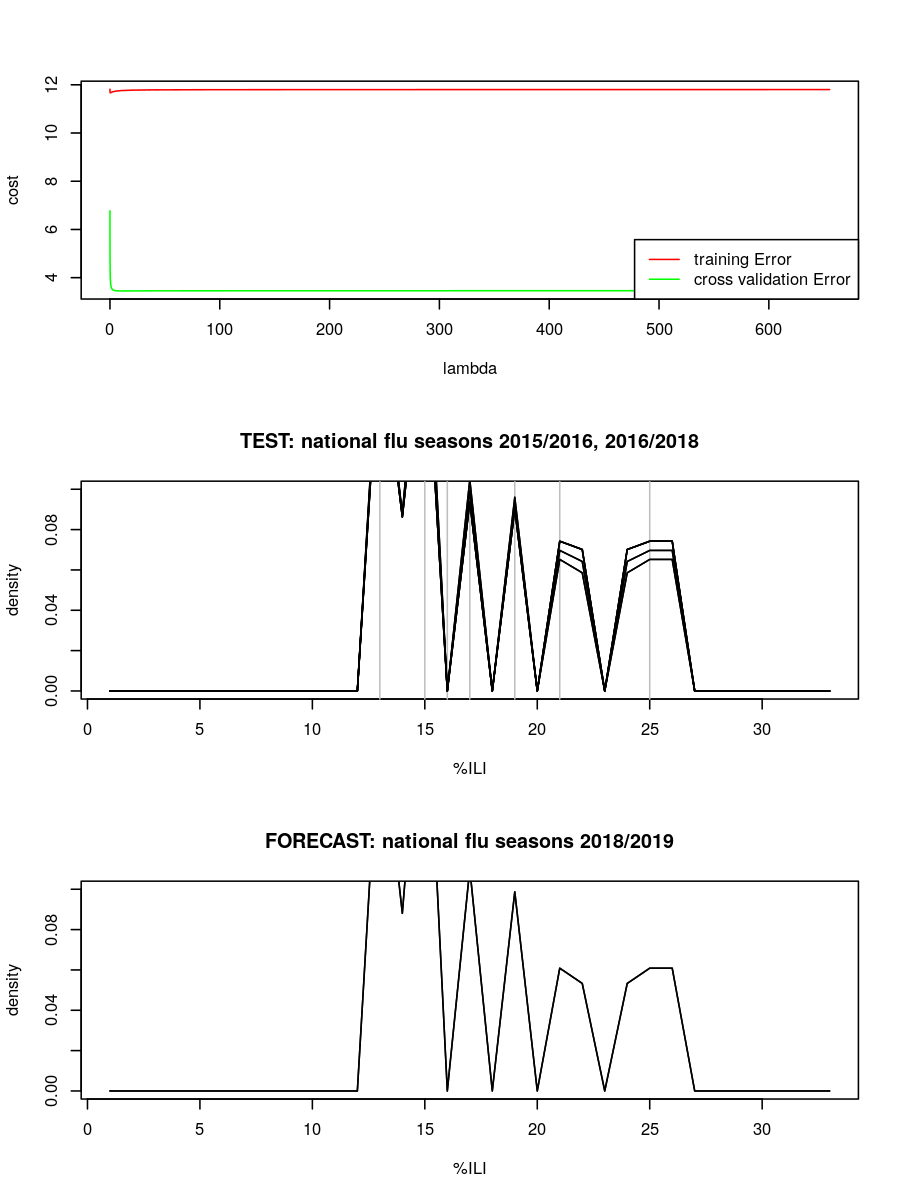 12
10
8
6
4
cost
training Error
cross validation Error
0 100 200 300 400 500 600
lambda
TEST: national flu seasons 2015/2016, 2016/2018
0.08
0.04
0.00
density
0 5 10 15 20 25 30
%ILI
FORECAST: national flu seasons 2018/2019
0.08
0.04
0.00
density
0 5 10 15 20 25 30
%ILI